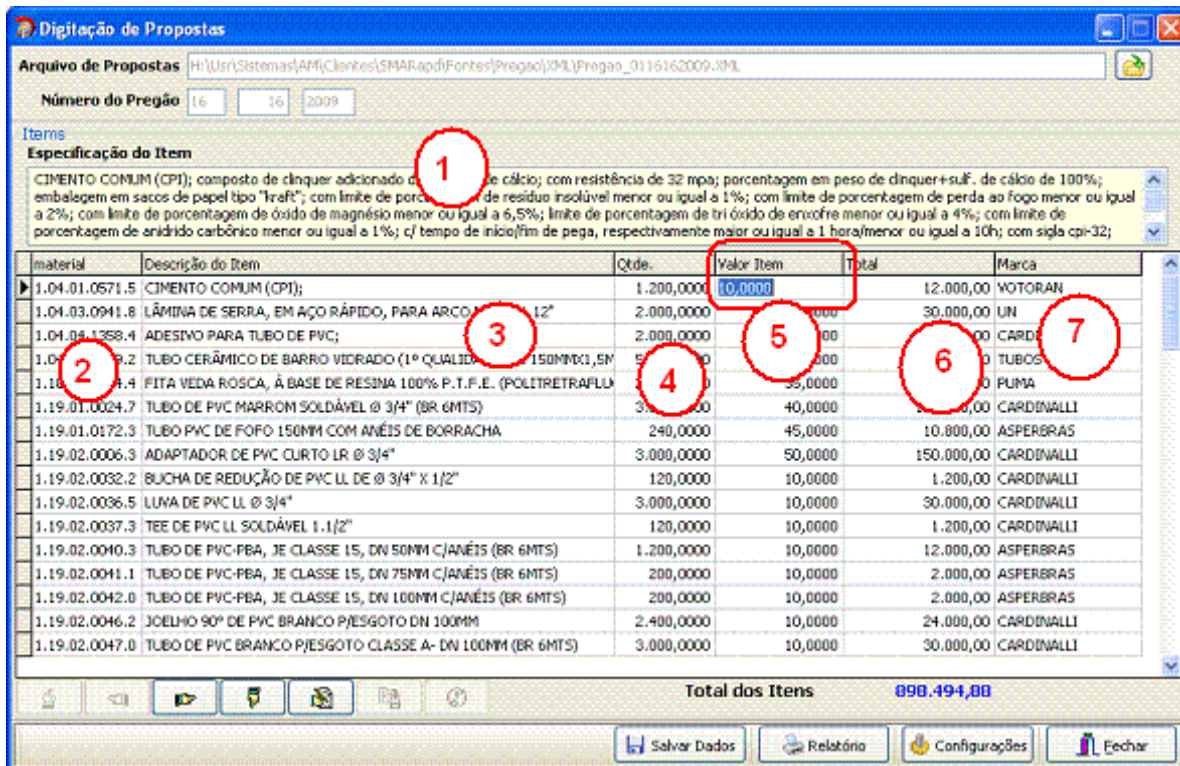 Digitação de Propostas
Arquivo de Propostas
Número do Pregão 16 16 2009
Items
Especificação do Item
1
CIMENTO COMUM (CPI); composto de clinquer adicionado de cálcio; com resistência de 32 mpa; porcentagem em peso de clinquer+sulf. de cálcio de 100%;
embalagem em sacos de papel tipo "kraft"; com limite de de resíduo insolúvel menor ou igual a 1%; com limite de porcentagem de perda ao fogo menor ou igual
a 2%; com limite de porcentagem de óxido de magnésio menor ou igual a 6,5%; limite de porcentagem de tri óxido de enxofre menor ou igual a 4%; com limite de
porcentagem de anidrido carbônico menor ou igual a 1%; c/ tempo de início/fim de pega, respectivamente maior ou igual a 1 hora/menor ou igual a 10h; com sigla cpi-32;
material Descrição do Item Qtde. Valor Item Total Marca
1.04.01.0571.5 CIMENTO COMUM (CPI); 1.200,0000 10,0000 12.000,00 VOTORAN
1.04.03.0941.8 LÂMINA DE SERRA, EM AÇO RÁPIDO, PARA ARCO 12" 2.000,0000 30.000,00 UN
1.04.04.1358.4 ADESIVO PARA TUBO DE PVC; 2.000,0000
TUBO CERÂMICO DE BARRO VIDRADO (1ª 150MMX1,5M TUBOS
FITA VEDA ROSCA, À BASE DE RESINA 100% P.T.F.E. PUMA
2 3 4 5 6 7
1.19.01.0024.7 TUBO DE PVC MARROM SOLDÁVEL Ø 3/4" (BR 6MTS) 40,0000 CARDINALLI
1.19.01.0172.3 TUBO PVC DE FOFO 150MM COM ANÉIS DE BORRACHA 240,0000 45,0000 10.800,00 ASPERBRAS
1.19.02.0006.3 ADAPTADOR DE PVC CURTO LR Ø 3/4" 3.000,0000 50,0000 150.000,00 CARDINALLI
1.19.02.0032.2 BUCHA DE REDUÇÃO DE PVC LL DE Ø 3/4" X 1/2" 120,0000 10,0000 1.200,00 CARDINALLI
1.19.02.0036.5 LUVA DE PVC LL Ø 3/4" 3.000,0000 10,0000 30.000,00 CARDINALLI
1.19.02.0037.3 TEE DE PVC LL SOLDÁVEL 1.1/2" 120,0000 10,0000 1.200,00 CARDINALLI
1.19.02.0040.3 TUBO DE PVC-PBA, JE CLASSE 15, DN 50MM C/ANÉIS (BR 6MTS) 1.200,0000 10,0000 12.000,00 ASPERBRAS
1.19.02.0041.1 TUBO DE PVC-PBA, JE CLASSE 15, DN 75MM C/ANÉIS (BR 6MTS) 200,0000 10,0000 2.000,00 ASPERBRAS
1.19.02.0042.0 TUBO DE PVC-PBA, JE CLASSE 15, DN 100MM C/ANÉIS (BR 6MTS) 200,0000 10,0000 2.000,00 ASPERBRAS
1.19.02.0046.2 JOELHO 90° DE PVC BRANCO P/ESGOTO DN 100MM 2.400,0000 10,0000 24.000,00 CARDINALLI
1.19.02.0047.0 TUBO DE PVC BRANCO P/ESGOTO CLASSE A- DN 100MM (BR 6MTS) 3.000,0000 10,0000 30.000,00 CARDINALLI
Total dos Itens 898.494,88
Salvar Dados Relatório Configurações Fechar